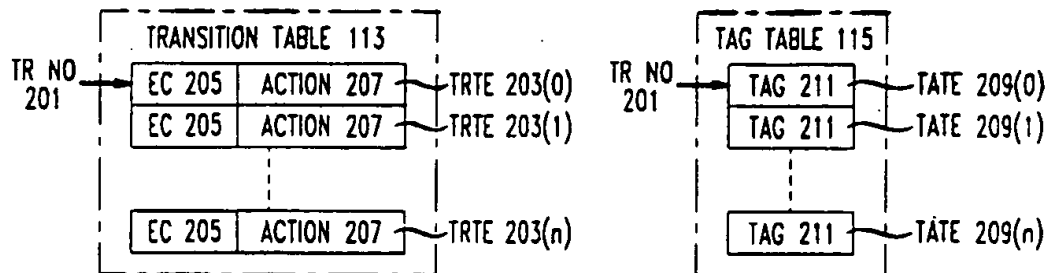 TRANSITION TABLE 113
TR NO
201
EC 205 ACTION 207 TRTE 203(0)
EC 205 ACTION 207 TRTE 203(1)
EC 205 ACTION 207 TRTE 203(n)
TAG TABLE 115
TR NO
201
TAG 211 TATE 209(0)
TAG 211 TATE 209(1)
TAG 211 TATE 209(n)